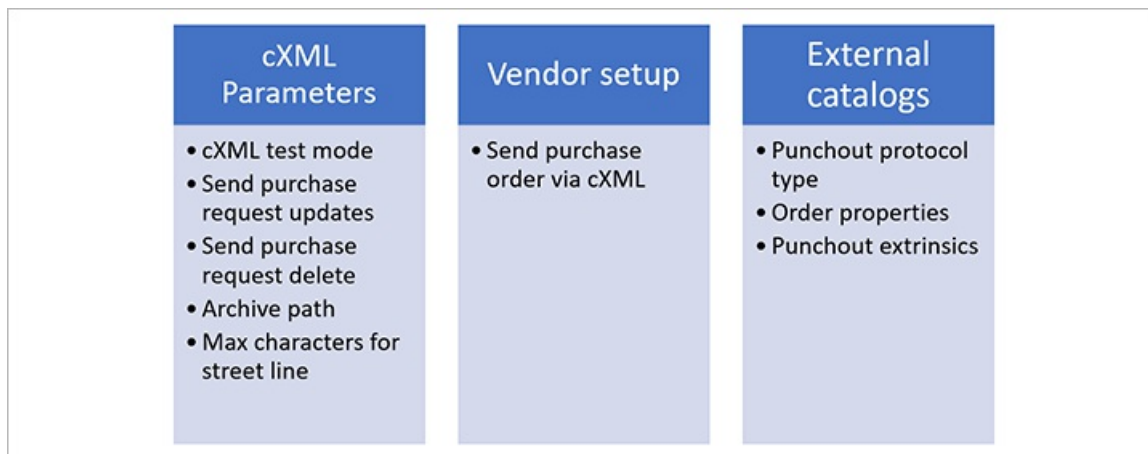 cXML
Parameters
• cXML test mode
• Send purchase
request updates
• Send purchase
request delete
• Archive path
• Max characters for
street line
Vendor setup
• Send purchase
order via cXML
External
catalogs
• Punchout protocol
type
• Order properties
• Punchout extrinsics